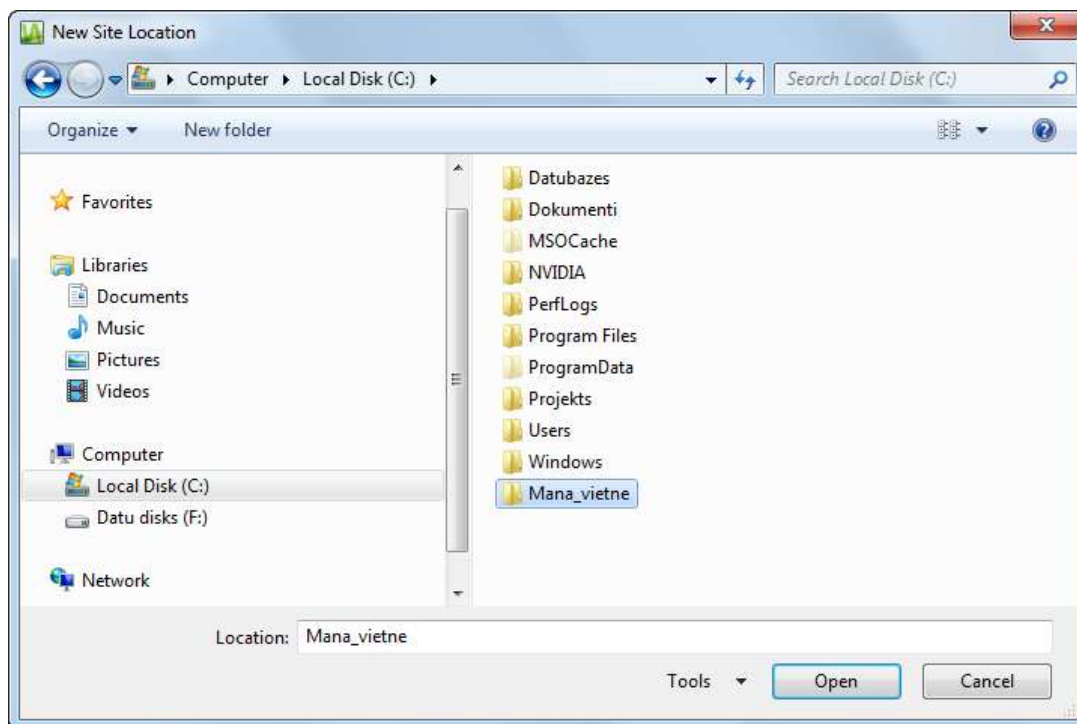 New Site Location
Computer Local Disk (C:) Search Local Disk (C:)
Organize New folder
Favorites
Libraries
Documents
Music
Pictures
Videos
Computer
Local Disk (C:)
Datu disks (F:)
Network
Datubazes
Dokumenti
MSOCache
NVIDIA
PerfLogs
Program Files
ProgramData
Projekts
Users
Windows
Mana_vietne
Location: Mana_vietne
Tools Open Cancel